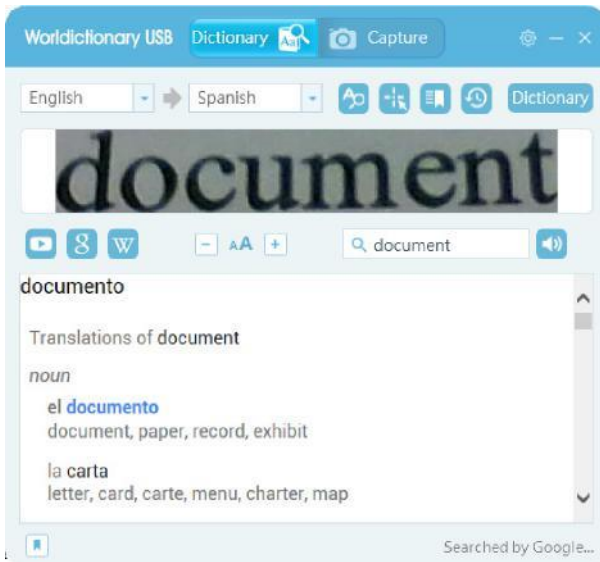 Worldictionary USB Dictionary Capture
English Spanish Dictionary
document
AA document
documento
Translations of document
noun
el documento
document, paper, record, exhibit
la carta
letter, card, carte, menu, charter, map
Searched by Google...